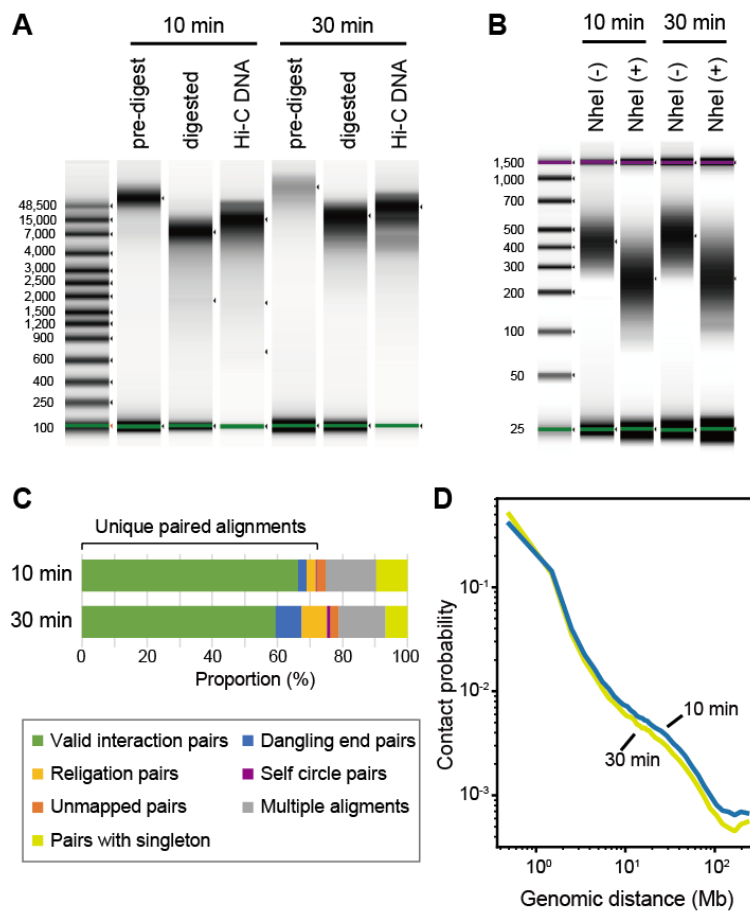 A
10 min
30 min
pre-digest
digested
Hi-C DNA
pre-digest
digested
Hi-C DNA
48,500
15,000
7,000
4,000
3,000
2,500
2,000
1,500
1,200
900
600
400
250
100
B
10 min
30 min
NheI (-)
NheI (+)
NheI (-)
NheI (+)
1,500
1,000
700
500
400
300
200
100
50
25
C
Unique paired alignments
10 min
30 min
0 20 40 60 80 100
Proportion (%)
Valid interaction pairs
Dangling end pairs
Religation pairs
Self circle pairs
Unmapped pairs
Multiple aligments
Pairs with singleton
D
Contact probability
10⁻¹
10⁻²
10⁻³
10 min
30 min
10⁰ 10¹ 10²
Genomic distance (Mb)